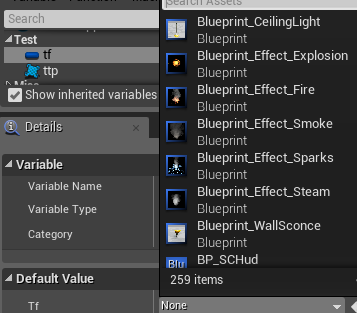 Search
Search Assets
Test
tf
ttp
Show inherited variables
Details
Variable
Variable Name
Variable Type
Category
Default Value
Tf
Blueprint_CeilingLight
Blueprint
Blueprint_Effect_Explosion
Blueprint
Blueprint_Effect_Fire
Blueprint
Blueprint_Effect_Smoke
Blueprint
Blueprint_Effect_Sparks
Blueprint
Blueprint_Effect_Steam
Blueprint
Blueprint_WallSconce
Blueprint
Blu
BP_SCHud
259 items
None